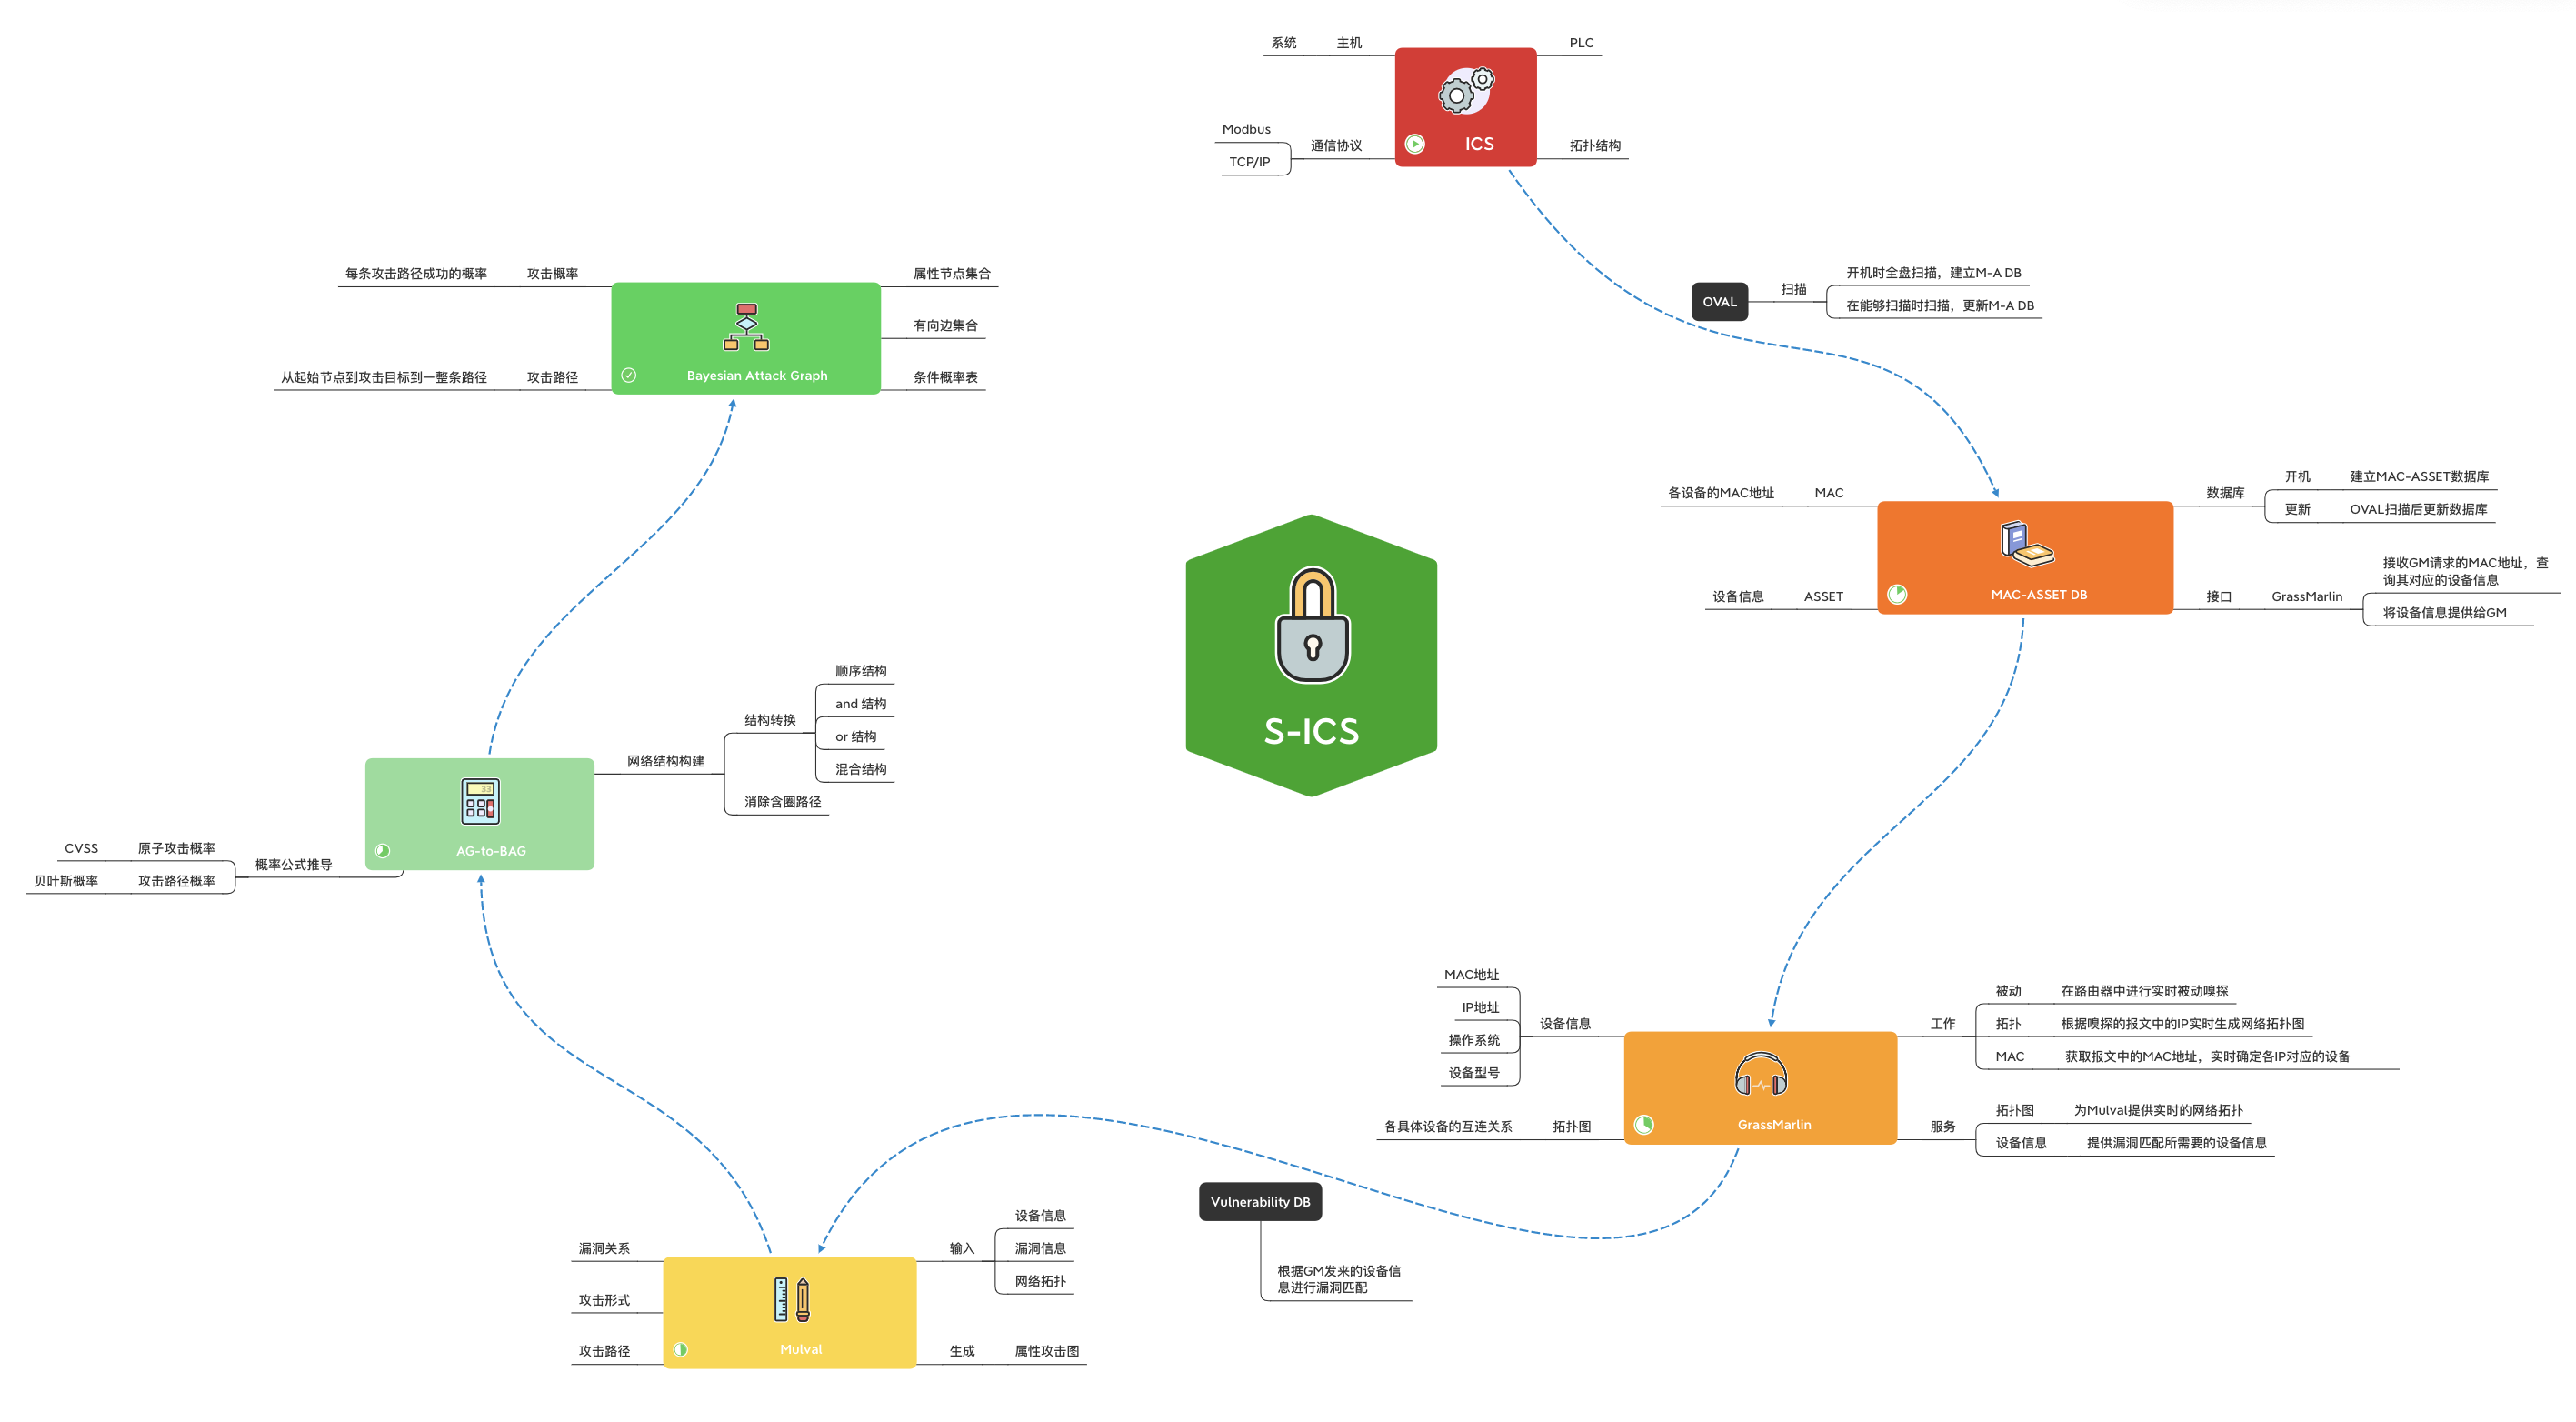 系统
主机
PLC
Modbus
TCP/IP
通信协议
ICS
拓扑结构
OVAL
扫描
开机时全盘扫描，建立M-A DB
在能够扫描时扫描，更新M-A DB
各设备的MAC地址
MAC
设备信息
ASSET
MAC-ASSET DB
数据库
开机
建立MAC-ASSET数据库
更新
OVAL扫描后更新数据库
接口
GrassMarlin
接收GM请求的MAC地址，查
询其对应的设备信息
将设备信息提供给GM
MAC地址
IP地址
操作系统
设备型号
设备信息
各具体设备的互连关系
拓扑图
GrassMarlin
工作
被动
在路由器中进行实时被动嗅探
拓扑
根据嗅探的报文中的IP实时生成网络拓扑图
MAC
获取报文中的MAC地址，实时确定各IP对应的设备
服务
拓扑图
为Mulval提供实时的网络拓扑
设备信息
提供漏洞匹配所需要的设备信息
Vulnerability DB
根据GM发来的设备信
息进行漏洞匹配
漏洞关系
攻击形式
攻击路径
Mulval
输入
设备信息
漏洞信息
网络拓扑
生成
属性攻击图
CVSS
原子攻击概率
贝叶斯概率
攻击路径概率
概率公式推导
33
AG-to-BAG
网络结构构建
结构转换
顺序结构
and 结构
or 结构
混合结构
消除含圈路径
每条攻击路径成功的概率
攻击概率
从起始节点到攻击目标到一整条路径
攻击路径
Bayesian Attack Graph
属性节点集合
有向边集合
条件概率表
S-ICS